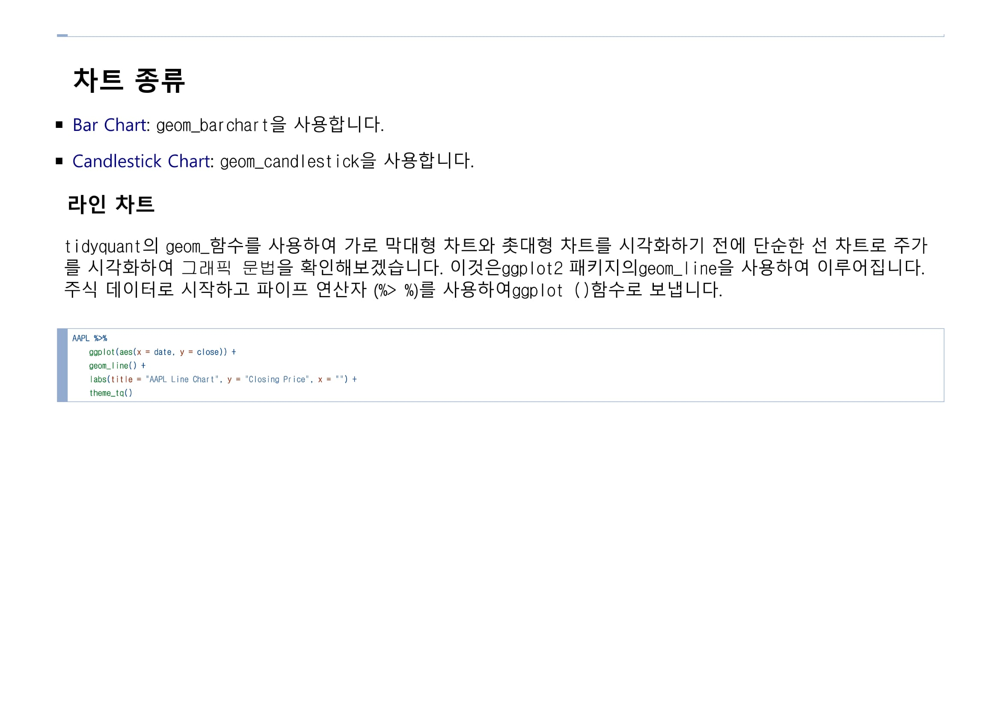 차트 종류
▪ Bar Chart: geom_barchart을 사용합니다.
▪ Candlestick Chart: geom_candlestick을 사용합니다.
라인 차트
tidyquant의 geom_함수를 사용하여 가로 막대형 차트와 촛대형 차트를 시각화하기 전에 단순한 선 차트로 주가
를 시각화하여 그래픽 문법을 확인해보겠습니다. 이것은ggplot2 패키지의geom_line을 사용하여 이루어집니다.
주식 데이터로 시작하고 파이프 연산자 (%> %)를 사용하여ggplot ()함수로 보냅니다.
AAPL %>%
    ggplot(aes(x = date, y = close)) +
    geom_line() +
    labs(title = "AAPL Line Chart", y = "Closing Price", x = "") +
    theme_tq()